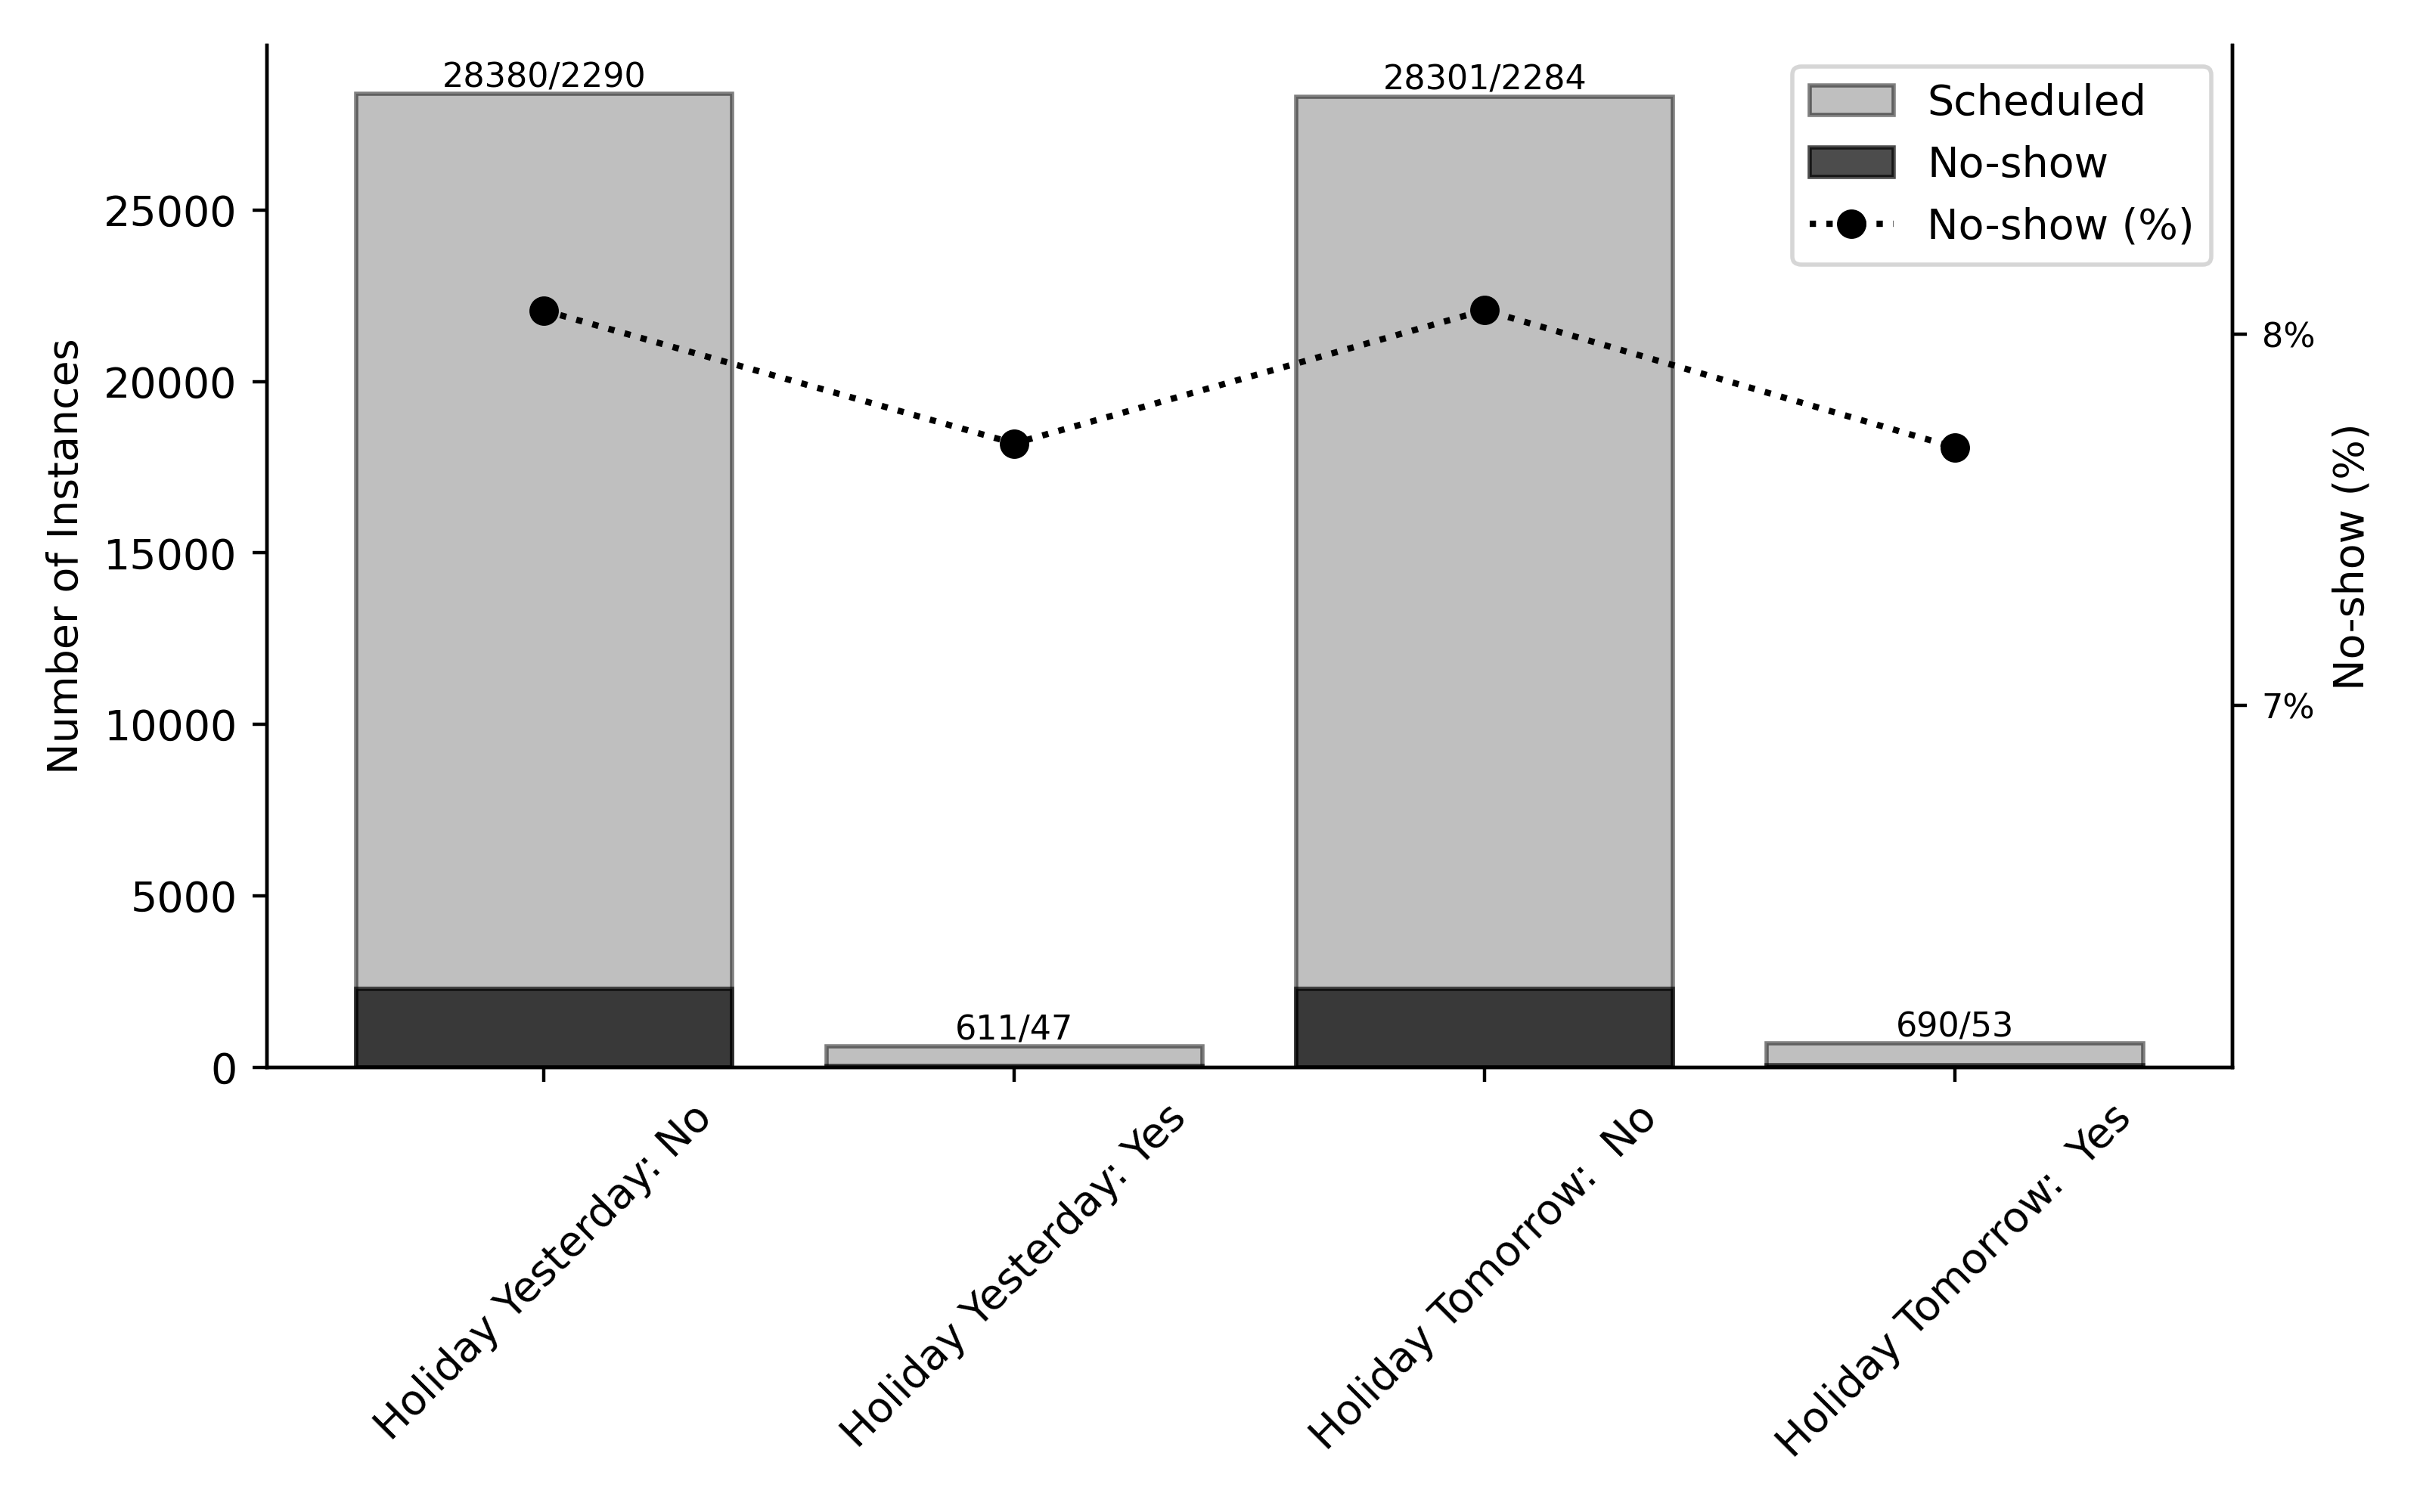 28380/2290
28301/2284
611/47
690/53
Scheduled
No-show
No-show (%)
Number of Instances
25000
20000
15000
10000
5000
0
8%
7%
No-show (%)
Holiday Yesterday: No
Holiday Yesterday: Yes
Holiday Tomorrow:  No
Holiday Tomorrow:  Yes